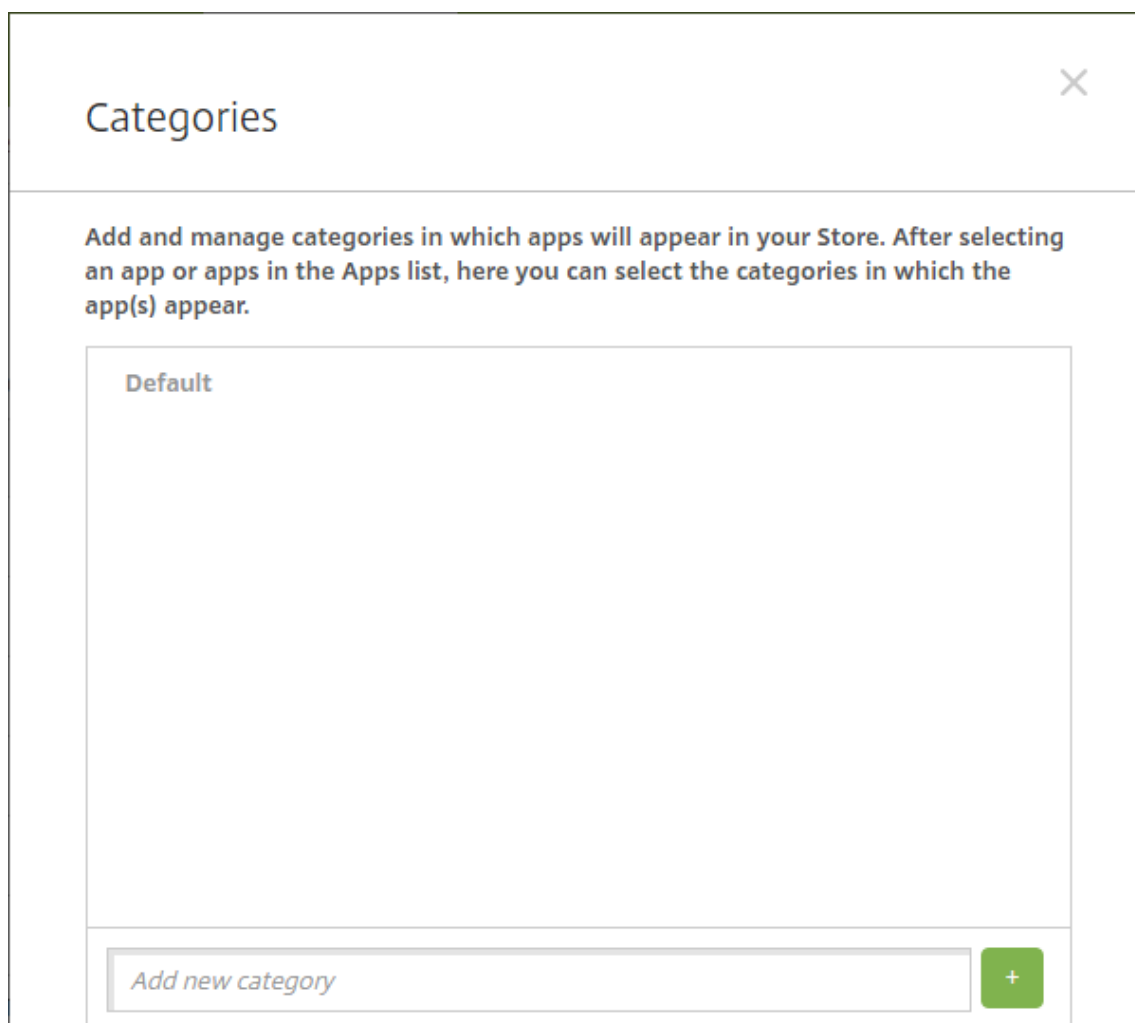 Categories
Add and manage categories in which apps will appear in your Store. After selecting
an app or apps in the Apps list, here you can select the categories in which the
app(s) appear.
Default
Add new category
+